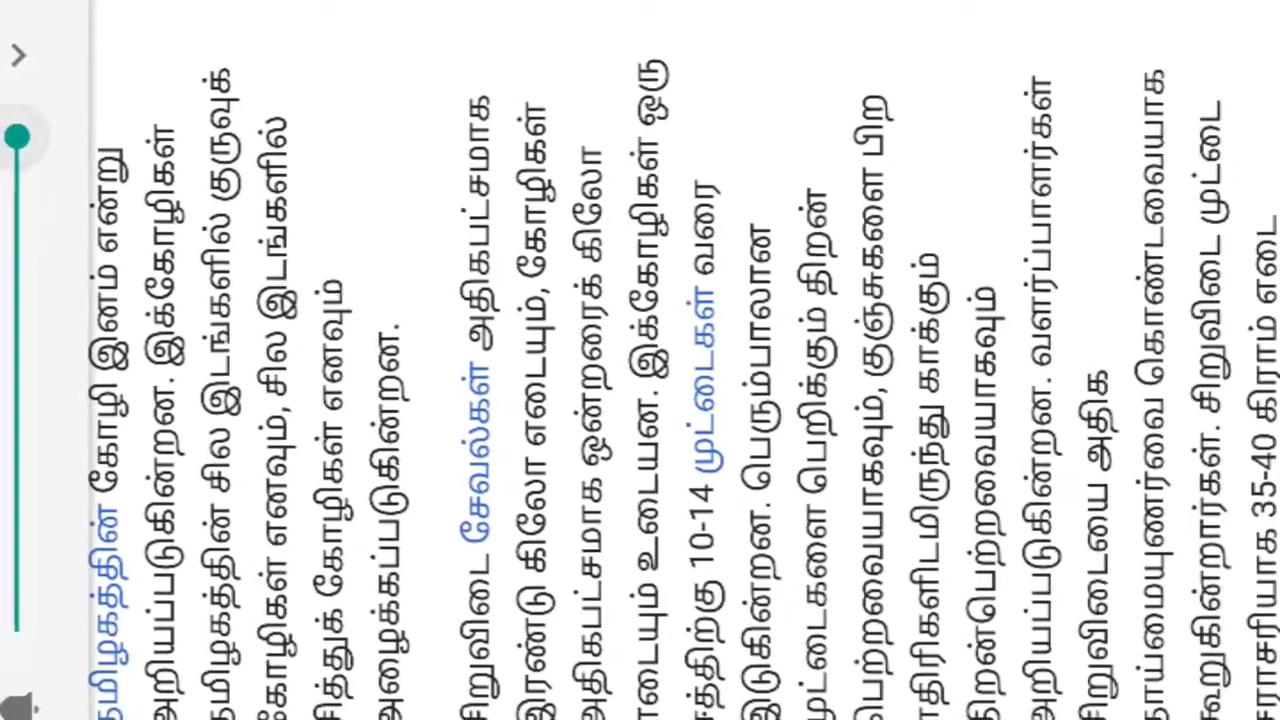 தமிழகத்தின் கோழி இனம் என்று
அறியப்படுகின்றன. இக்கோழிகள்
தமிழகத்தின் சில இடங்களில் குருவுக்
கோழிகள் எனவும், சில இடங்களில்
சித்துக் கோழிகள் எனவும்
அழைக்கப்படுகின்றன.
சிறுவிடை சேவல்கள் அதிகபட்சமாக
இரண்டு கிலோ எடையும், கோழிகள்
அதிகபட்சமாக ஒன்றரைக் கிலோ
எடையும் உடையன. இக்கோழிகள் ஒரு
சத்திற்கு 10-14 முட்டைகள் வரை
இடுகின்றன. பெரும்பாலான
முட்டைகளை பெறிக்கும் திறன்
பெற்றவையாகவும், குஞ்சுகளை பிற
எதிரிகளிடமிருந்து காக்கும்
திறன்பெற்றவையாகவும்
அறியப்படுகின்றன. வளர்ப்பாளர்கள்
சிறுவிடையை அதிக
தாய்மையுணர்வை கொண்டவையாக
கூறுகின்றார்கள். சிறுவிடை முட்டை
சராசரியாக 35-40 கிராம் எடை